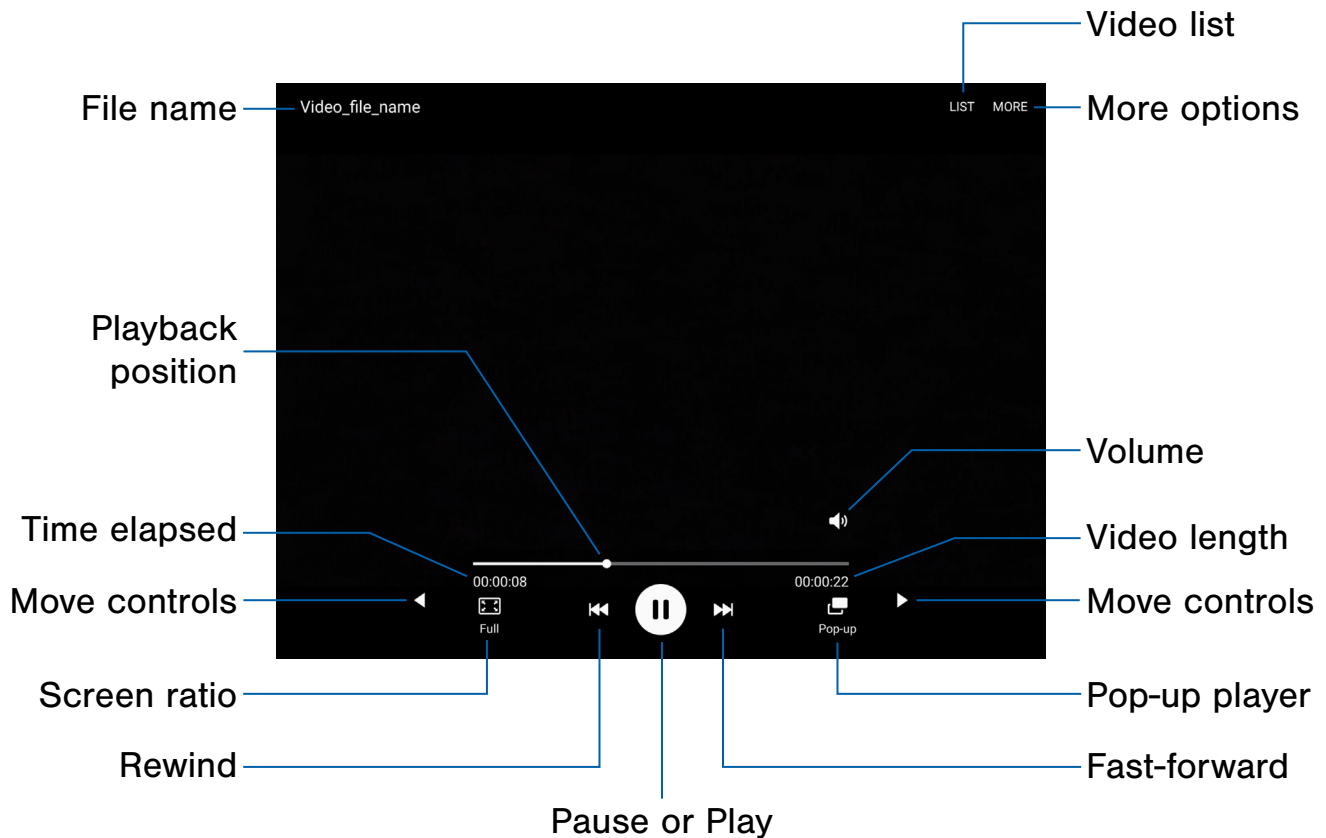 Video list
File name
Video_file_name
LIST
MORE
More options
Playback
position
Volume
Time elapsed
Video length
00:00:08
00:00:22
Move controls
Move controls
Full
Pop-up
Screen ratio
Pop-up player
Rewind
Fast-forward
Pause or Play